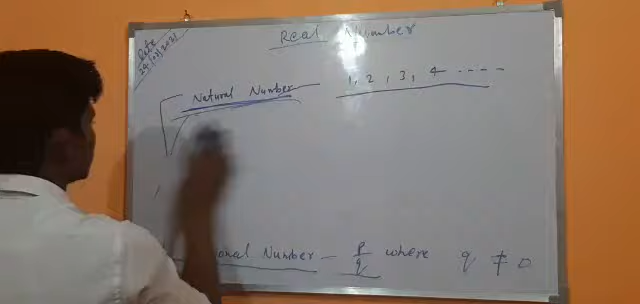 Date
Real Number
Natural Number — 1, 2, 3, 4 ----
onal Number — p/q where q ≠ 0